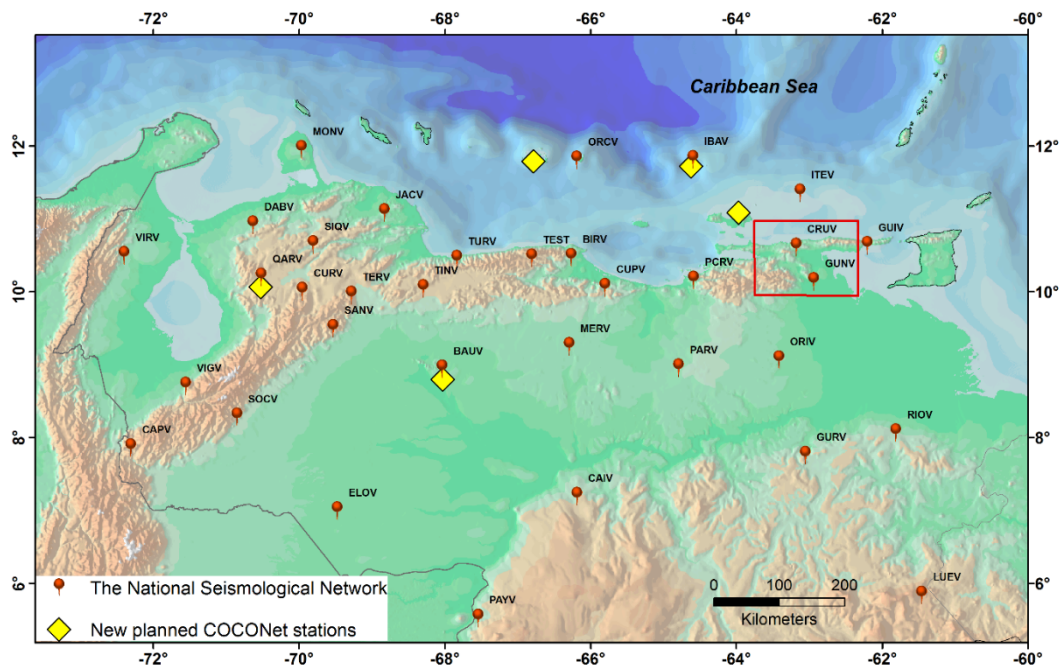 -72° -70° -68° -66° -64° -62° -60°
Caribbean Sea
12° 12°
MONV ORCV IBAV
ITEV
JACV
DABV
SIQV CRUV GUIV
VIRV TURV TEST BIRV
QARV CURV TERV TINV CUPV PCRV GUNV
10° 10°
SANV
MERV
BAUV PARV ORIV
VIGV
SOCV
CAPV RIOV
8° 8°
GURV
CAIV
ELOV
The National Seismological Network
0 100 200
Kilometers
LUEV
6° 6°
PAYV
New planned COCONet stations
-72° -70° -68° -66° -64° -62° -60°